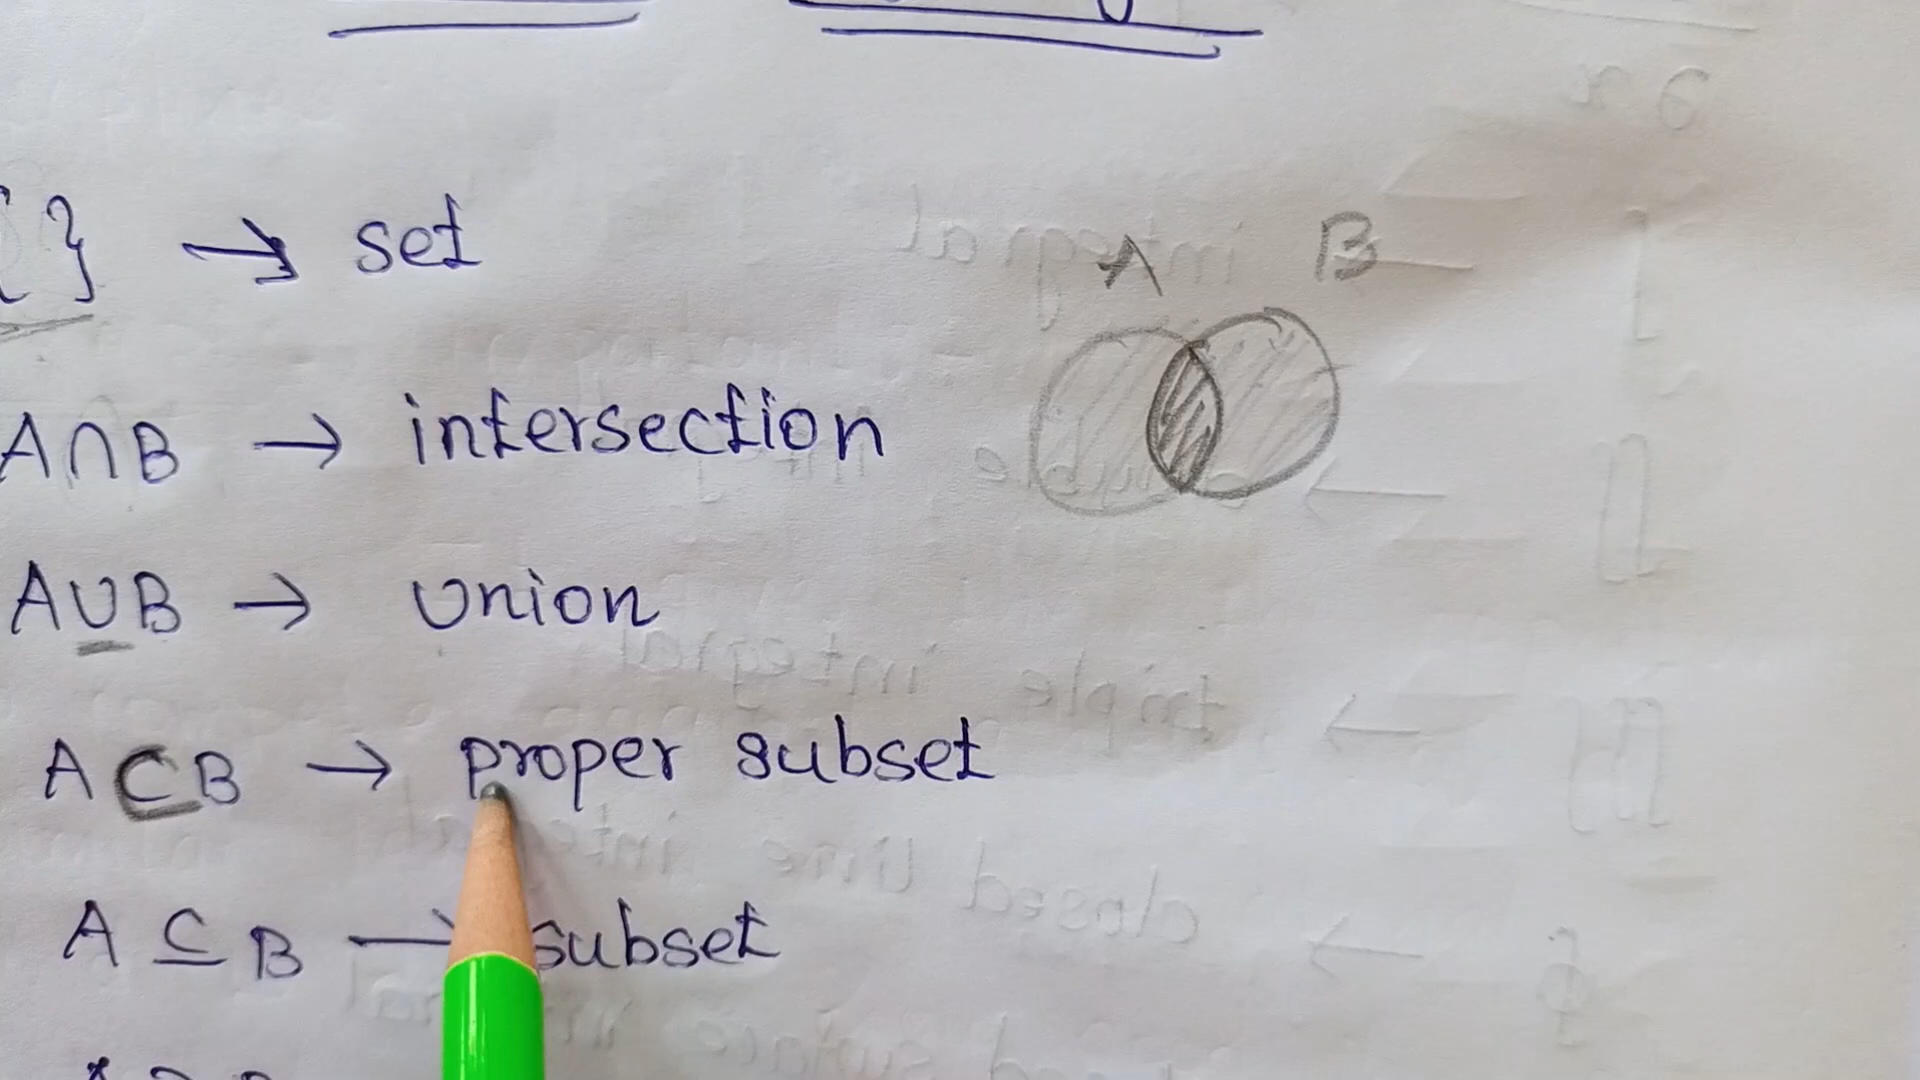 { } → set
A B
A∩B → intersection
A∪B → Union
A⊂B → proper subset
A ⊆ B → subset